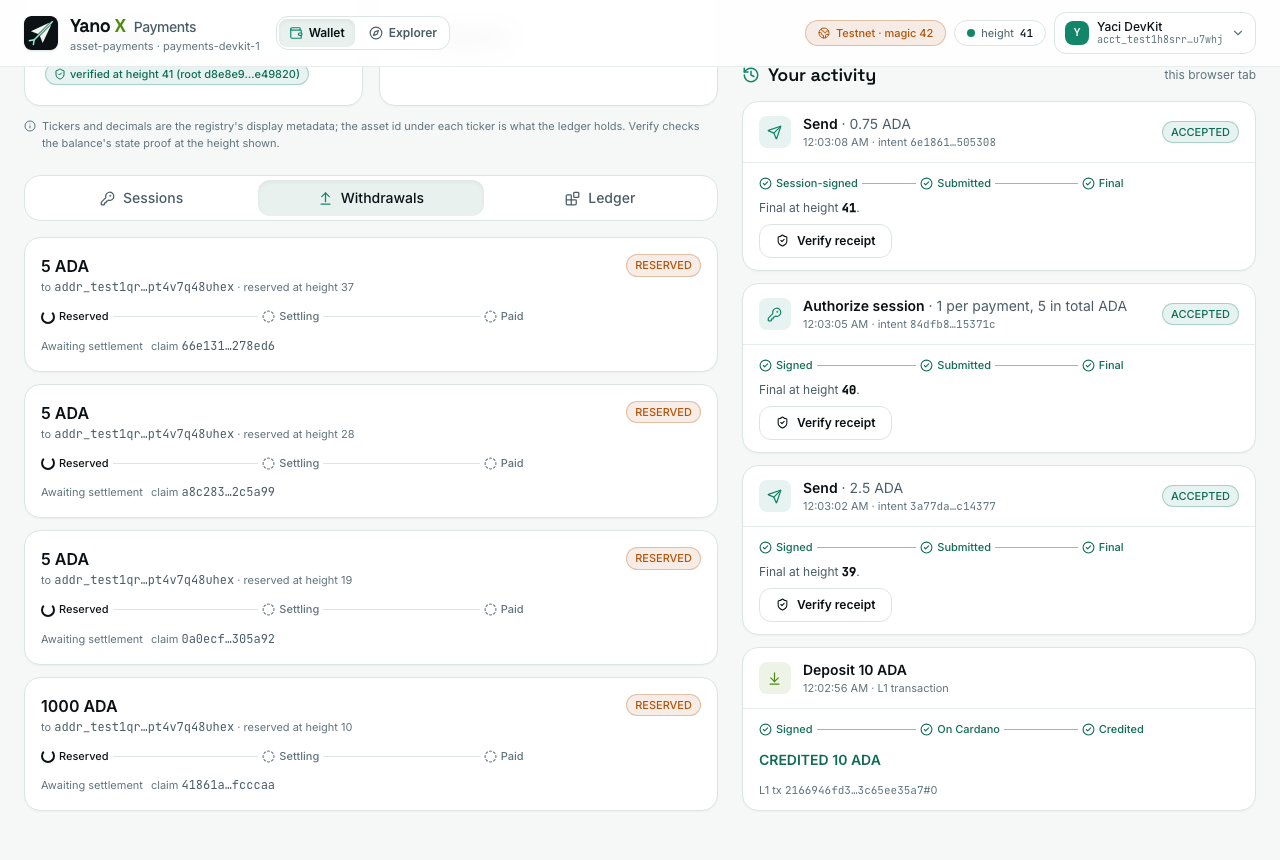 Yano X Payments
asset-payments · payments-devkit-1
Wallet
Explorer
Testnet · magic 42
height 41
Y
Yaci DevKit
acct_test1h8srr…u7whj
verified at height 41 (root d8e8e9…e49820)
Tickers and decimals are the registry's display metadata; the asset id under each ticker is what the ledger holds. Verify checks
the balance's state proof at the height shown.
Sessions
Withdrawals
Ledger
5 ADA
RESERVED
to addr_test1qr…pt4v7q48uhex · reserved at height 37
Reserved
Settling
Paid
Awaiting settlement claim 66e131…278ed6
5 ADA
RESERVED
to addr_test1qr…pt4v7q48uhex · reserved at height 28
Reserved
Settling
Paid
Awaiting settlement claim a8c283…2c5a99
5 ADA
RESERVED
to addr_test1qr…pt4v7q48uhex · reserved at height 19
Reserved
Settling
Paid
Awaiting settlement claim 0a0ecf…305a92
1000 ADA
RESERVED
to addr_test1qr…pt4v7q48uhex · reserved at height 10
Reserved
Settling
Paid
Awaiting settlement claim 41861a…fcccaa
Your activity
this browser tab
Send · 0.75 ADA
12:03:08 AM · intent 6e1861…505308
ACCEPTED
Session-signed
Submitted
Final
Final at height 41.
Verify receipt
Authorize session · 1 per payment, 5 in total ADA
12:03:05 AM · intent 84dfb8…15371c
ACCEPTED
Signed
Submitted
Final
Final at height 40.
Verify receipt
Send · 2.5 ADA
12:03:02 AM · intent 3a77da…c14377
ACCEPTED
Signed
Submitted
Final
Final at height 39.
Verify receipt
Deposit 10 ADA
12:02:56 AM · L1 transaction
Signed
On Cardano
Credited
CREDITED 10 ADA
L1 tx 2166946fd3…3c65ee35a7#0